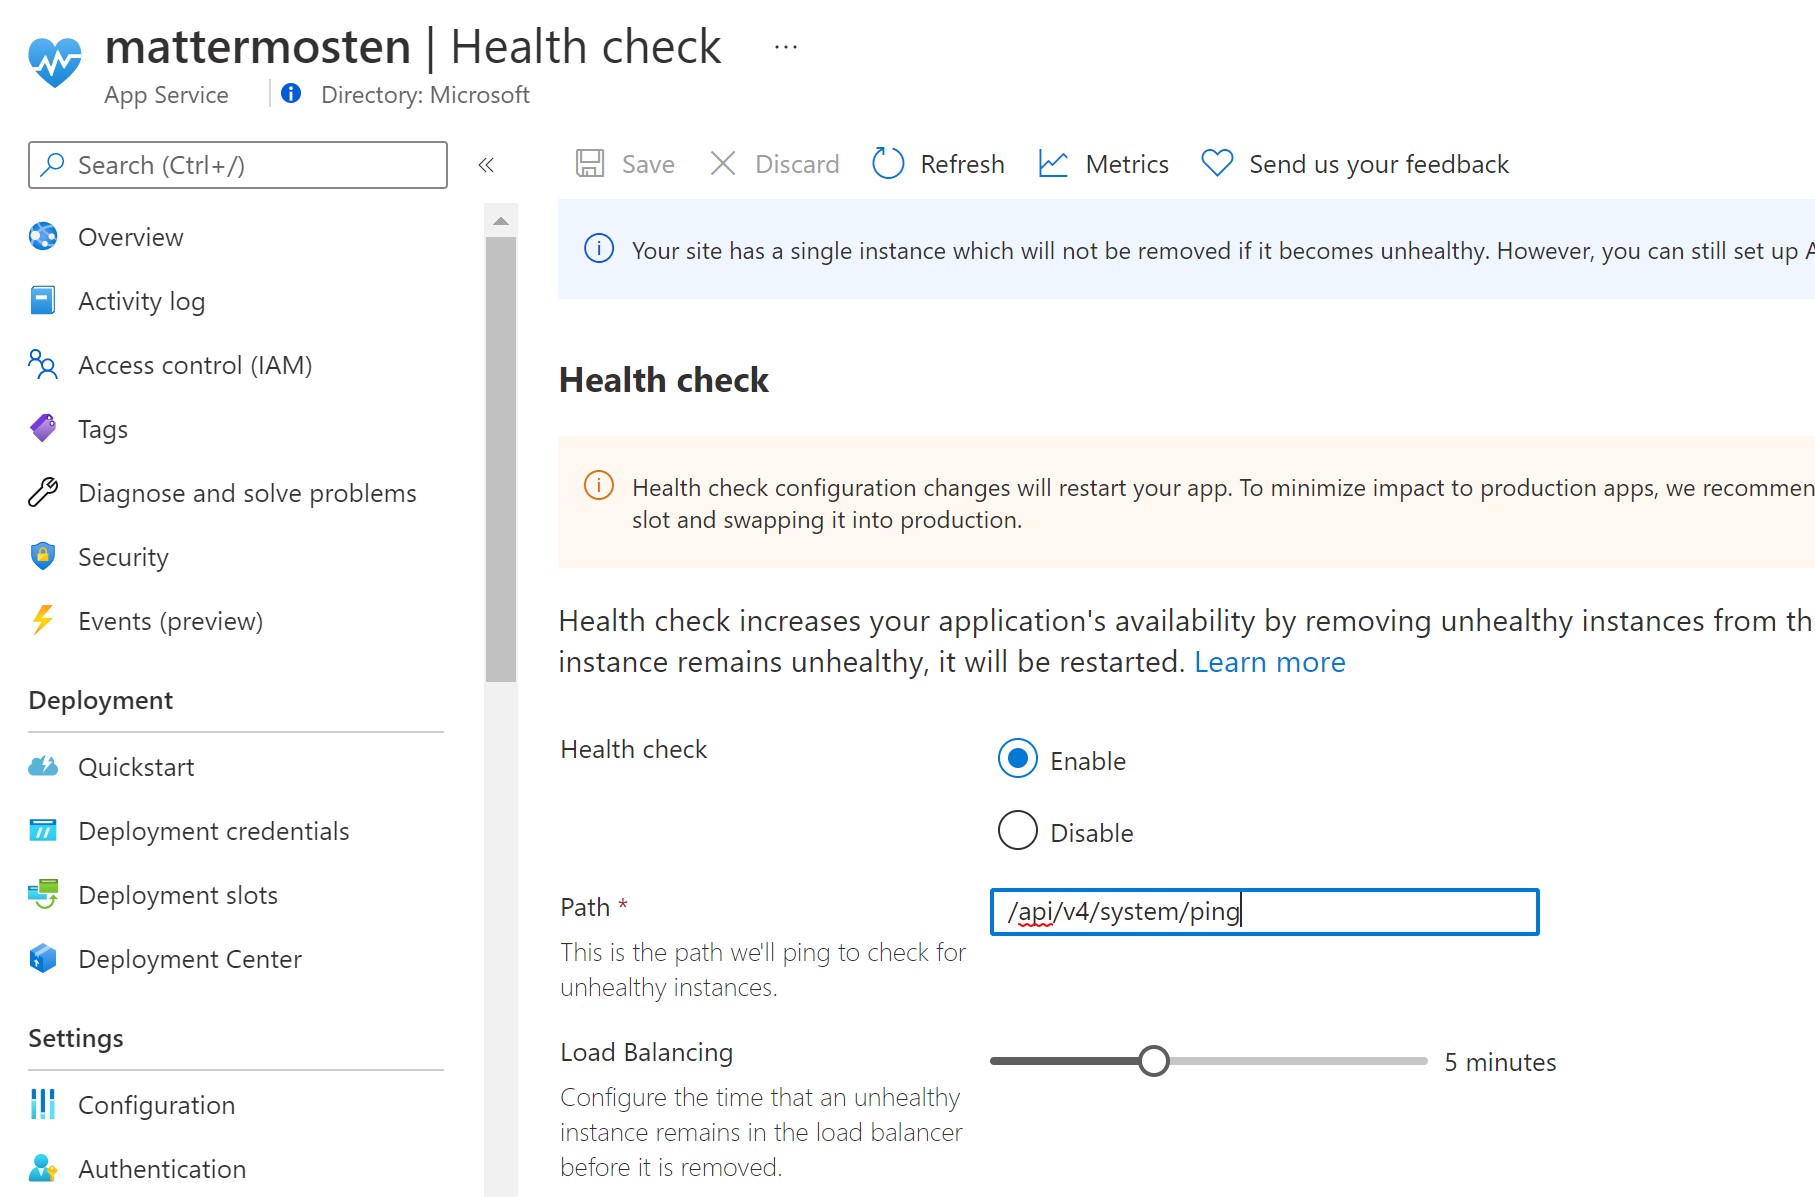 mattermosten | Health check ...
App Service
Directory: Microsoft
Search (Ctrl+/)
«
Overview
Activity log
Access control (IAM)
Tags
Diagnose and solve problems
Security
Events (preview)
Deployment
Quickstart
Deployment credentials
Deployment slots
Deployment Center
Settings
Configuration
Authentication
Save
Discard
Refresh
Metrics
Send us your feedback
Your site has a single instance which will not be removed if it becomes unhealthy. However, you can still set up A
Health check
Health check configuration changes will restart your app. To minimize impact to production apps, we recommen
slot and swapping it into production.
Health check increases your application's availability by removing unhealthy instances from th
instance remains unhealthy, it will be restarted. Learn more
Health check
Enable
Disable
Path *
/api/v4/system/ping
This is the path we'll ping to check for
unhealthy instances.
Load Balancing
5 minutes
Configure the time that an unhealthy
instance remains in the load balancer
before it is removed.